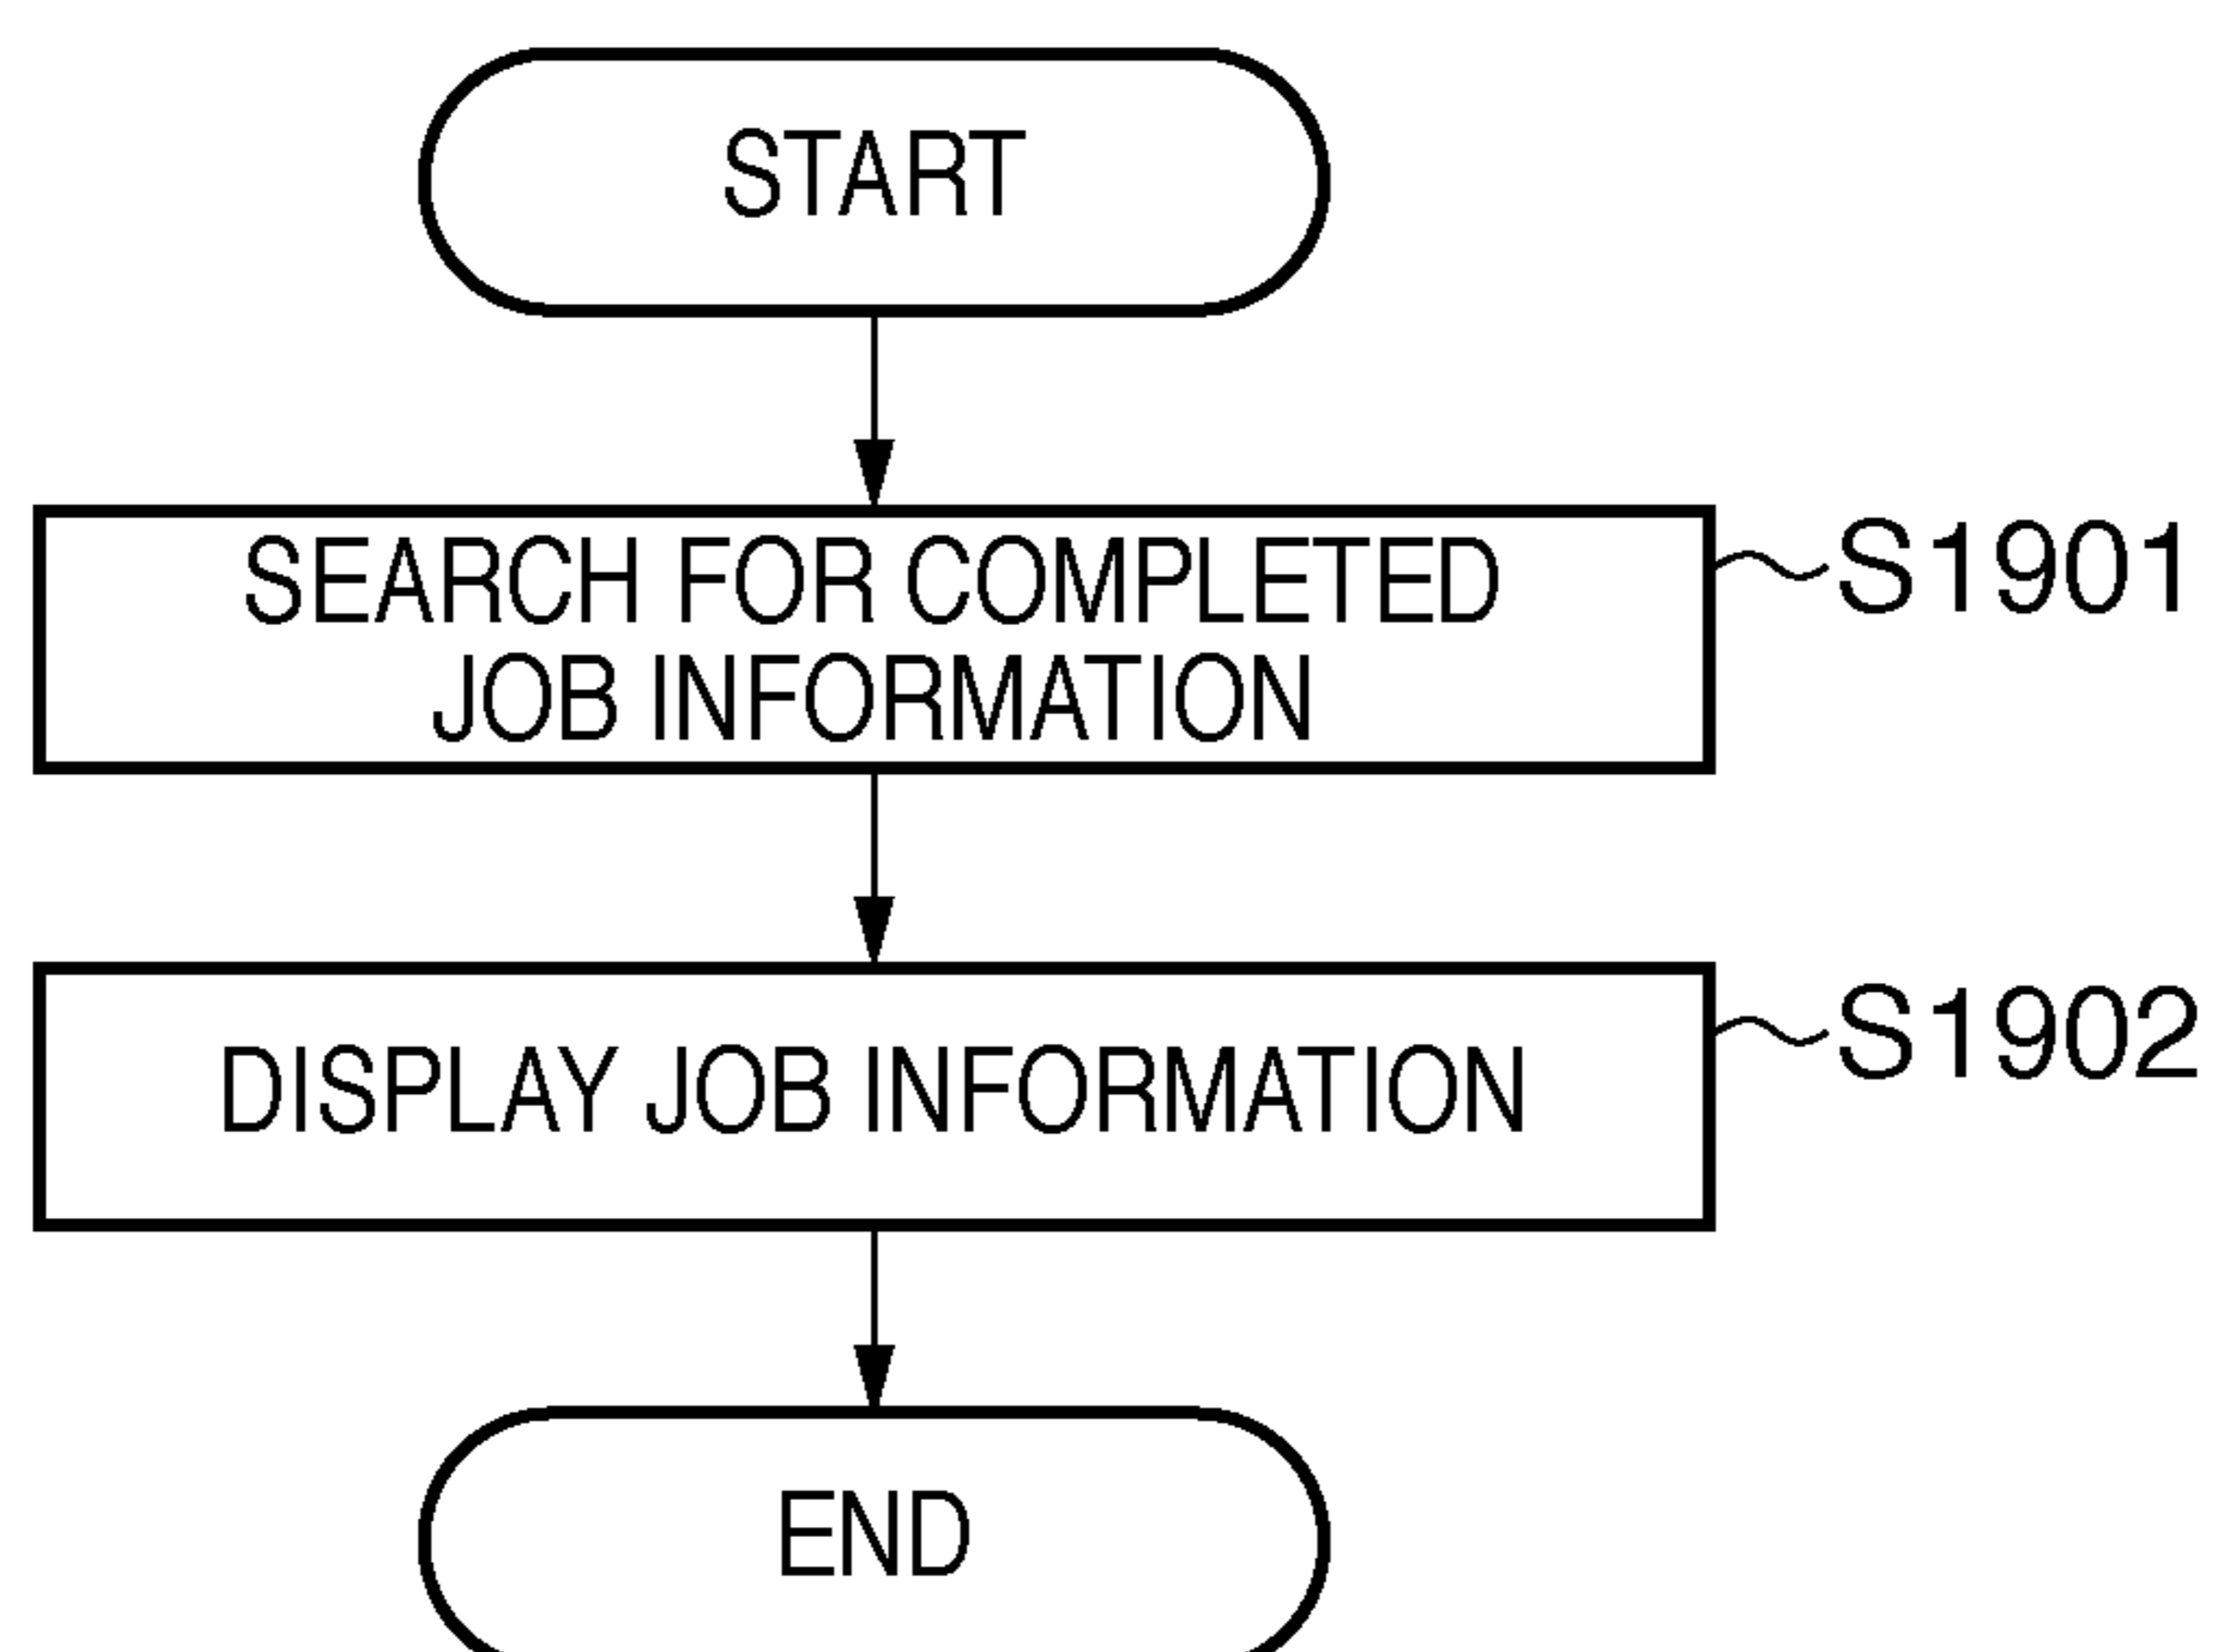 START
SEARCH FOR COMPLETED
JOB INFORMATION
S1901
DISPLAY JOB INFORMATION
S1902
END